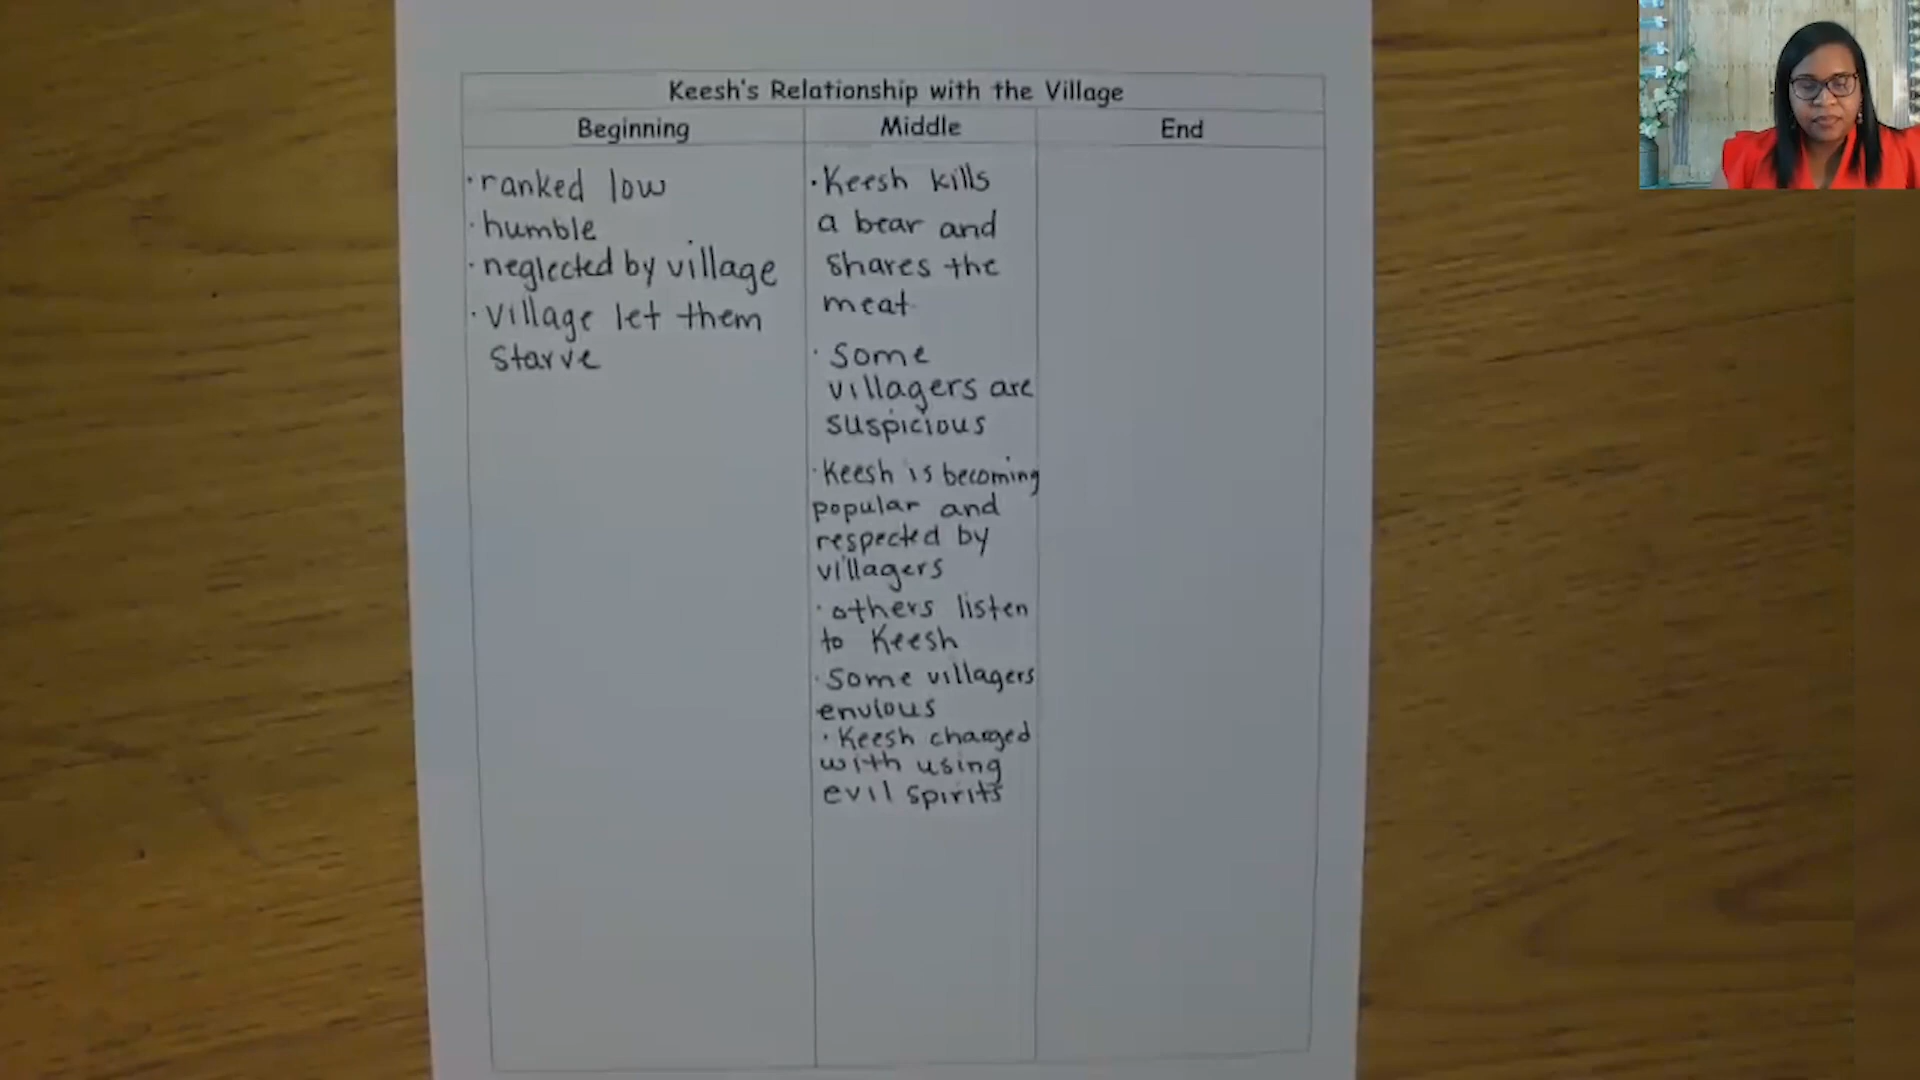 Keesh's Relationship with the Village
Beginning
Middle
End
·ranked low
·humble
·neglected by village
·village let them
starve
·Keesh kills
a bear and
shares the
meat
·some
villagers are
suspicious
·Keesh is becoming
popular and
respected by
villagers
·others listen
to Keesh
·Some villagers
envious
·Keesh charged
with using
evil spirits